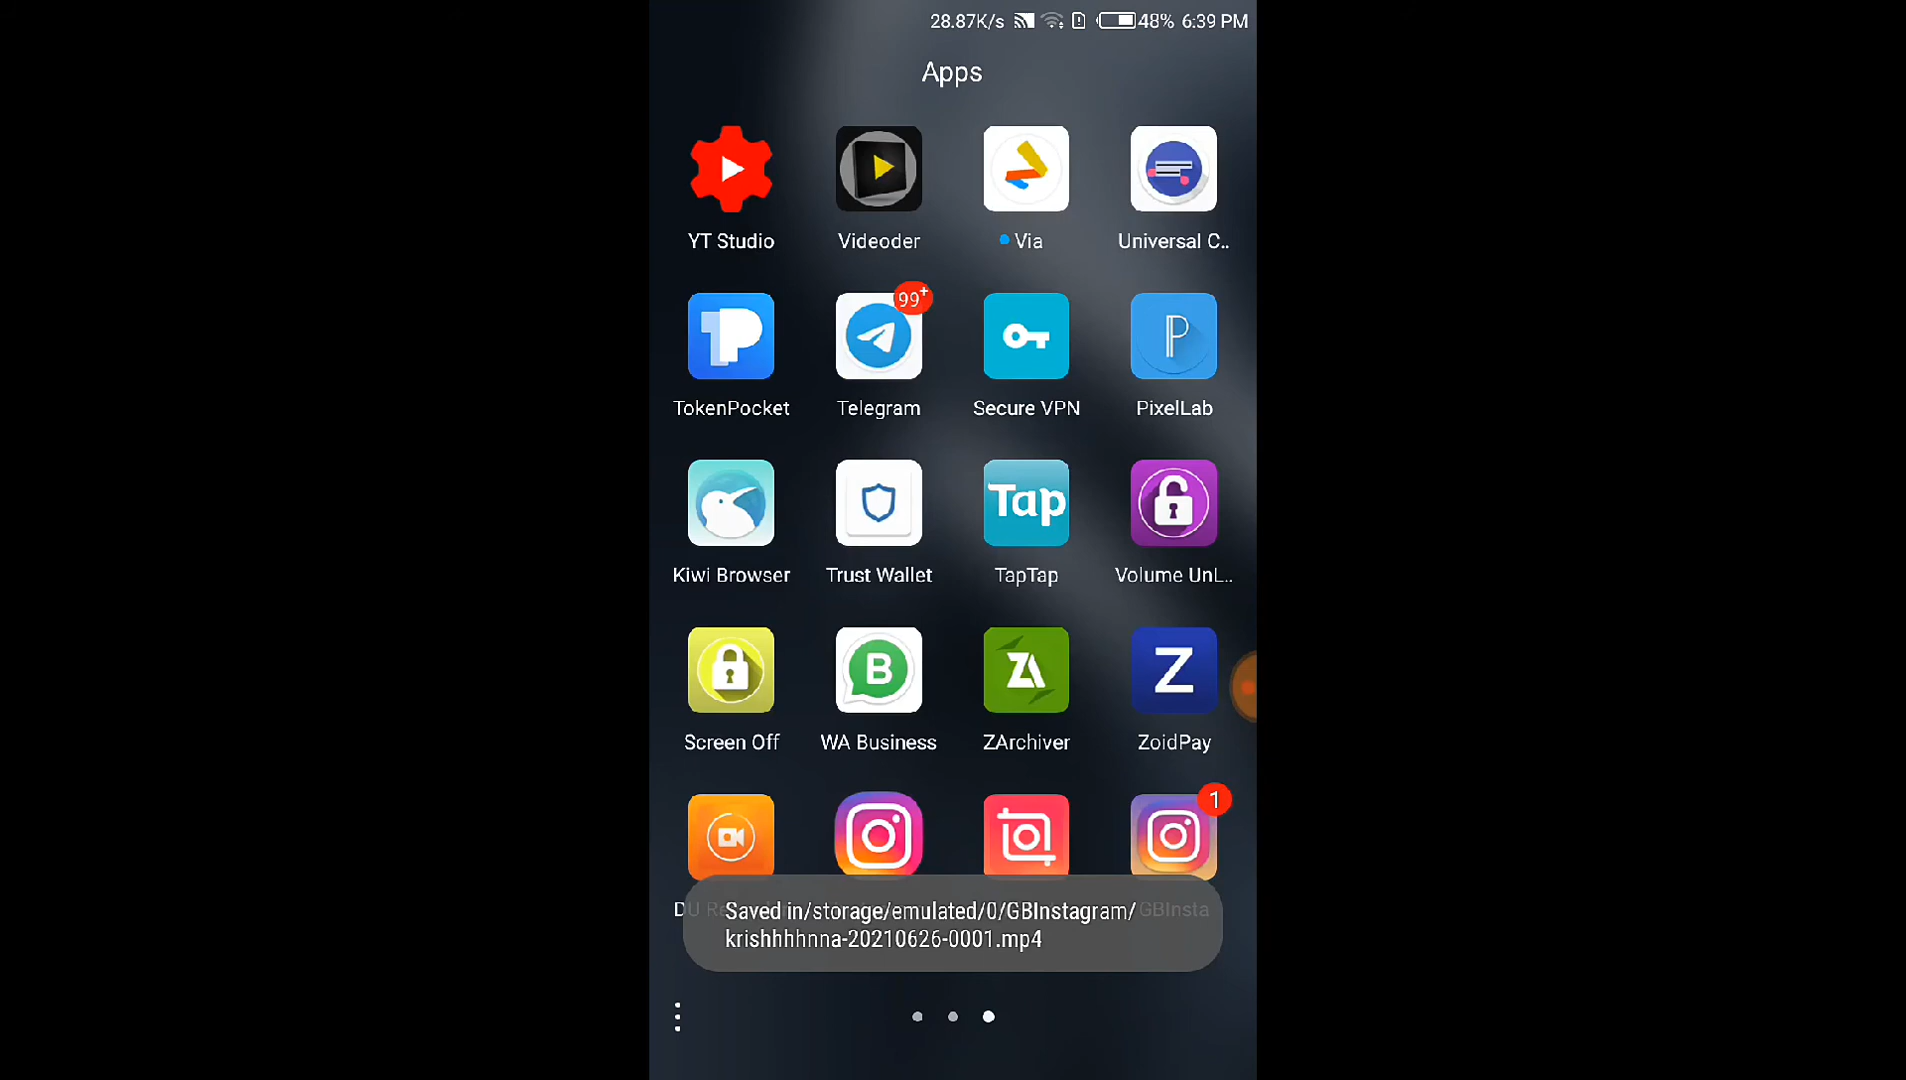 28.87K/s 48% 6:39 PM
Apps
YT Studio Videoder Via Universal C..
99+
TokenPocket Telegram Secure VPN PixelLab
Tap
Kiwi Browser Trust Wallet TapTap Volume UnL..
B ZA Z
Screen Off WA Business ZArchiver ZoidPay
1
GBInsta
Saved in/storage/emulated/0/GBInstagram/
krishhhhnna-20210626-0001.mp4